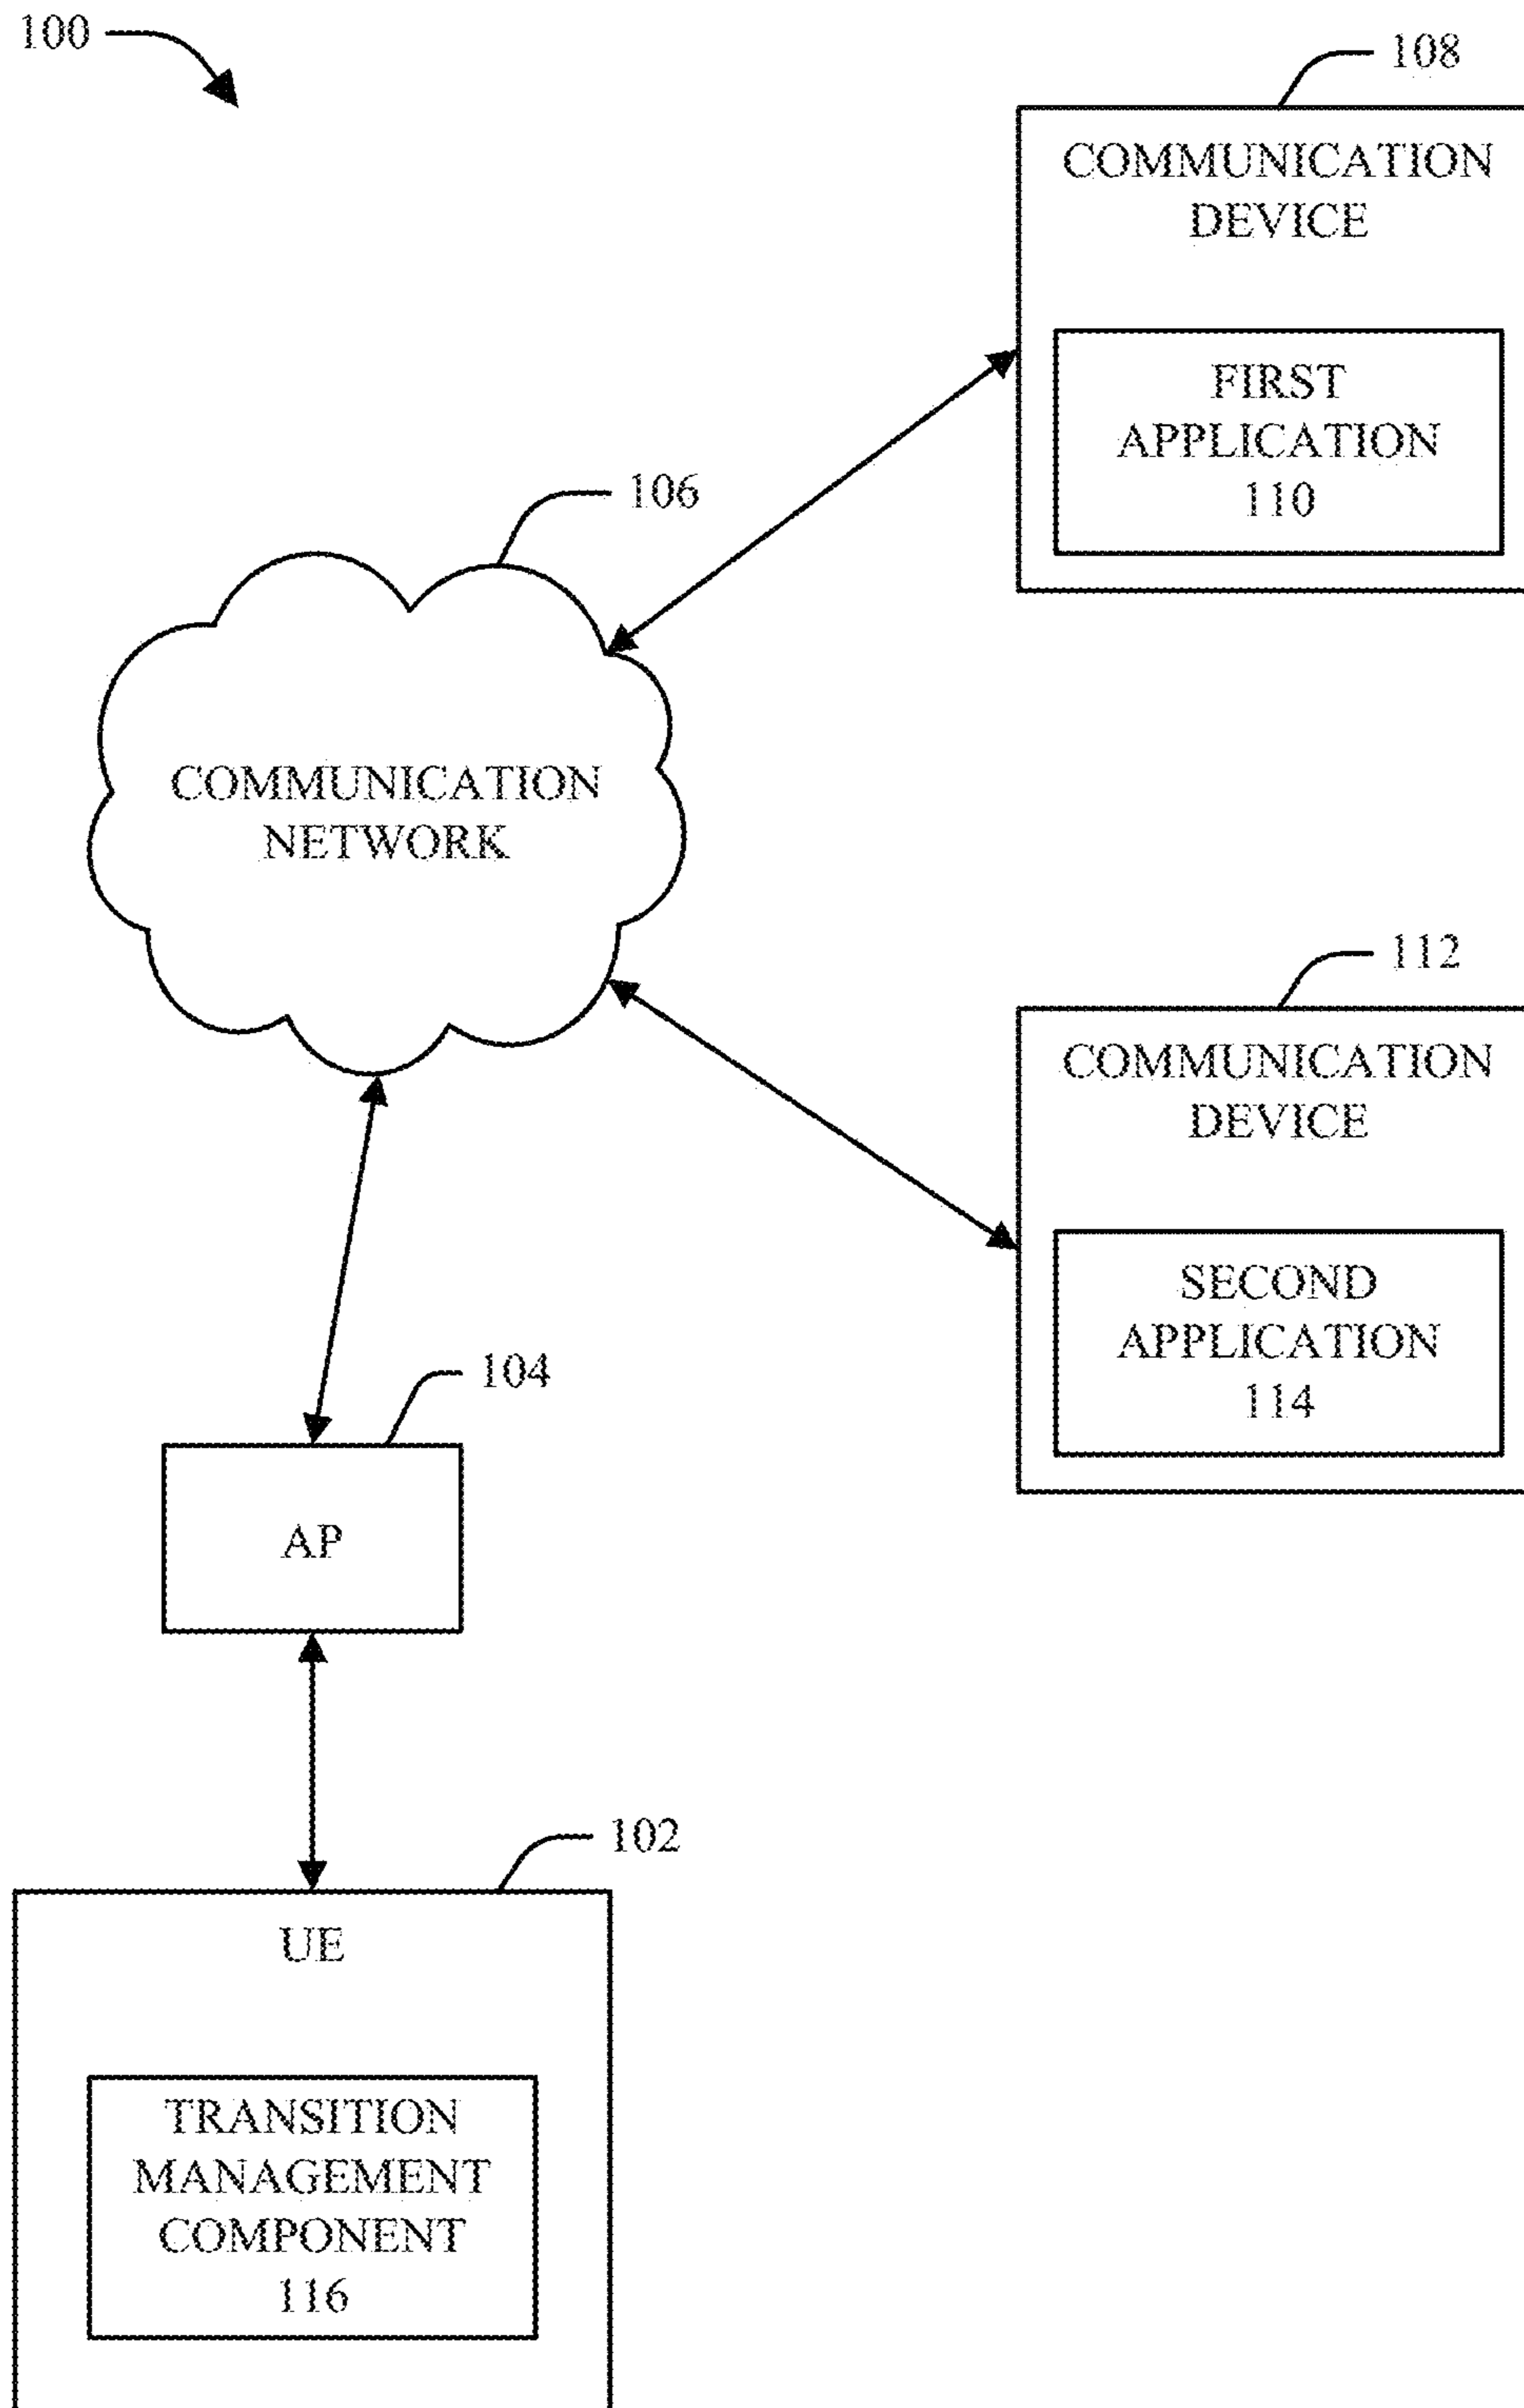 100
108
COMMUNICATION
DEVICE
FIRST
APPLICATION
110
106
COMMUNICATION
NETWORK
112
COMMUNICATION
DEVICE
SECOND
APPLICATION
114
104
AP
102
UE
TRANSITION
MANAGEMENT
COMPONENT
116